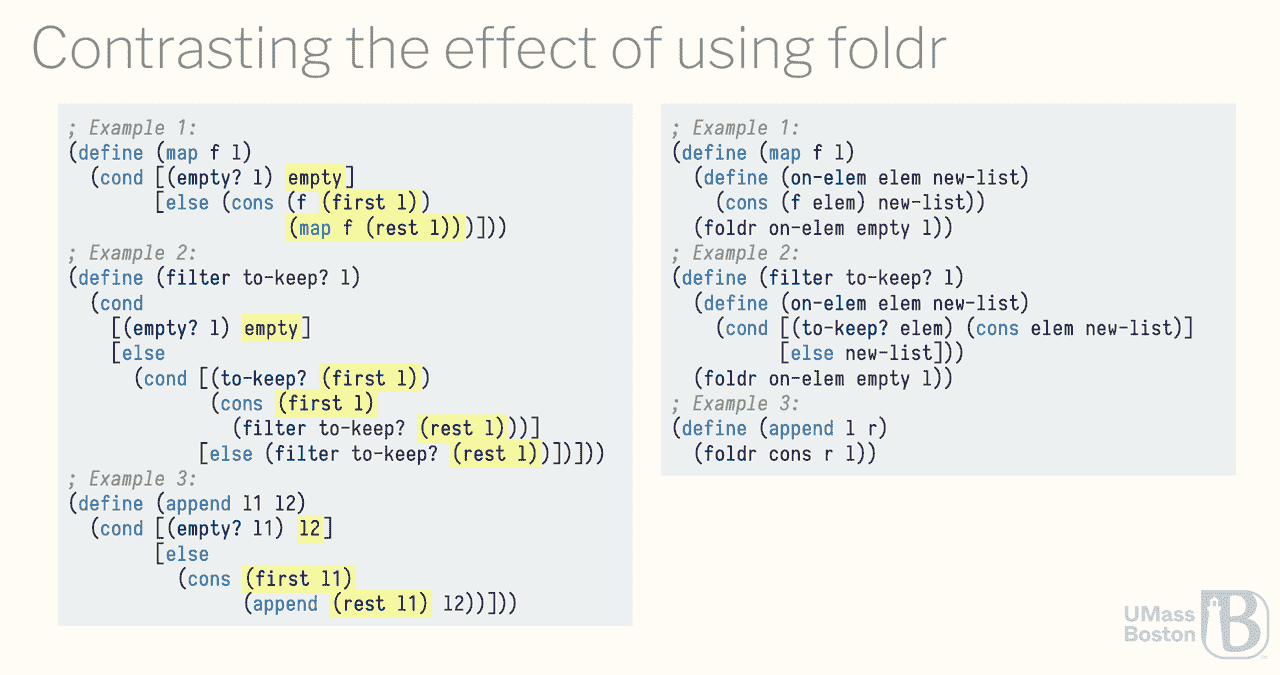 Contrasting the effect of using foldr
; Example 1:
(define (map f l)
  (cond [(empty? l) empty]
        [else (cons (f (first l))
                    (map f (rest l)))]))
; Example 2:
(define (filter to-keep? l)
  (cond
    [(empty? l) empty]
    [else
      (cond [(to-keep? (first l))
             (cons (first l)
               (filter to-keep? (rest l)))]
            [else (filter to-keep? (rest l))])]))
; Example 3:
(define (append l1 l2)
  (cond [(empty? l1) l2]
        [else
          (cons (first l1)
                (append (rest l1) l2))]))
; Example 1:
(define (map f l)
  (define (on-elem elem new-list)
    (cons (f elem) new-list))
  (foldr on-elem empty l))
; Example 2:
(define (filter to-keep? l)
  (define (on-elem elem new-list)
    (cond [(to-keep? elem) (cons elem new-list)]
          [else new-list]))
  (foldr on-elem empty l))
; Example 3:
(define (append l r)
  (foldr cons r l))
UMass
Boston
B